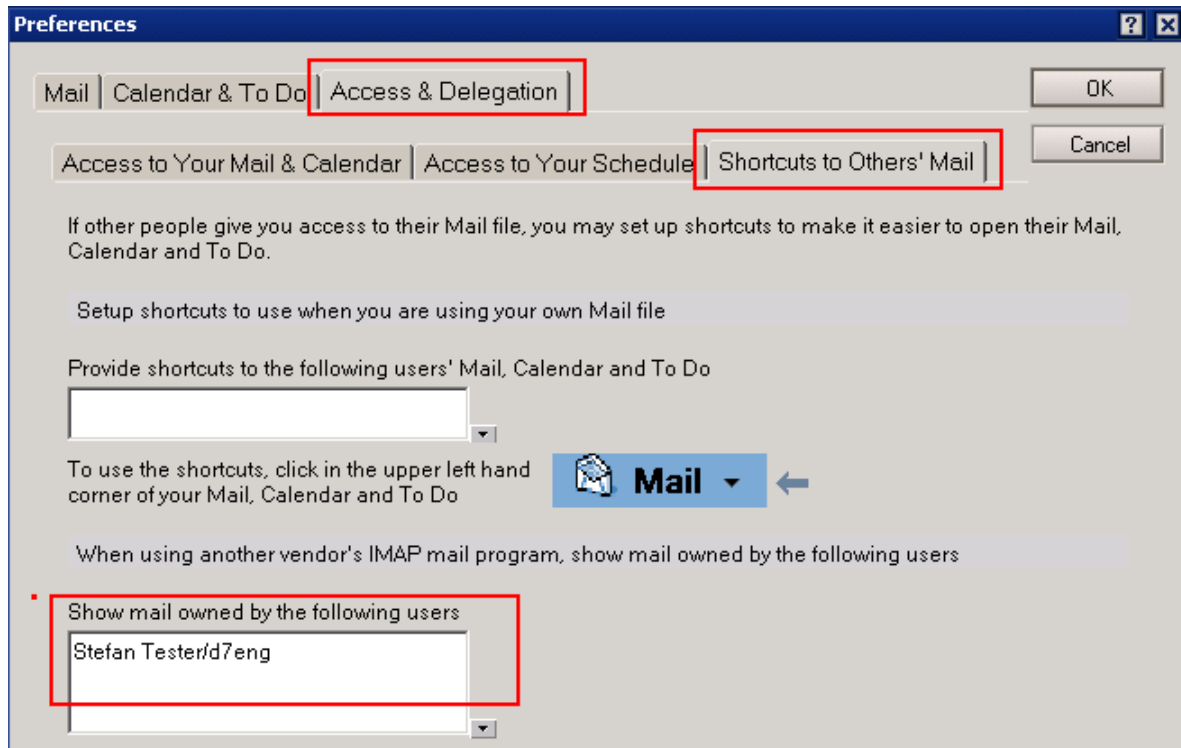 Preferences
Mail
Calendar & To Do
Access & Delegation
OK
Access to Your Mail & Calendar
Access to Your Schedule
Shortcuts to Others' Mail
Cancel
If other people give you access to their Mail file, you may set up shortcuts to make it easier to open their Mail,
Calendar and To Do.
Setup shortcuts to use when you are using your own Mail file
Provide shortcuts to the following users' Mail, Calendar and To Do
To use the shortcuts, click in the upper left hand
corner of your Mail, Calendar and To Do
Mail
When using another vendor's IMAP mail program, show mail owned by the following users
Show mail owned by the following users
Stefan Tester/d7eng